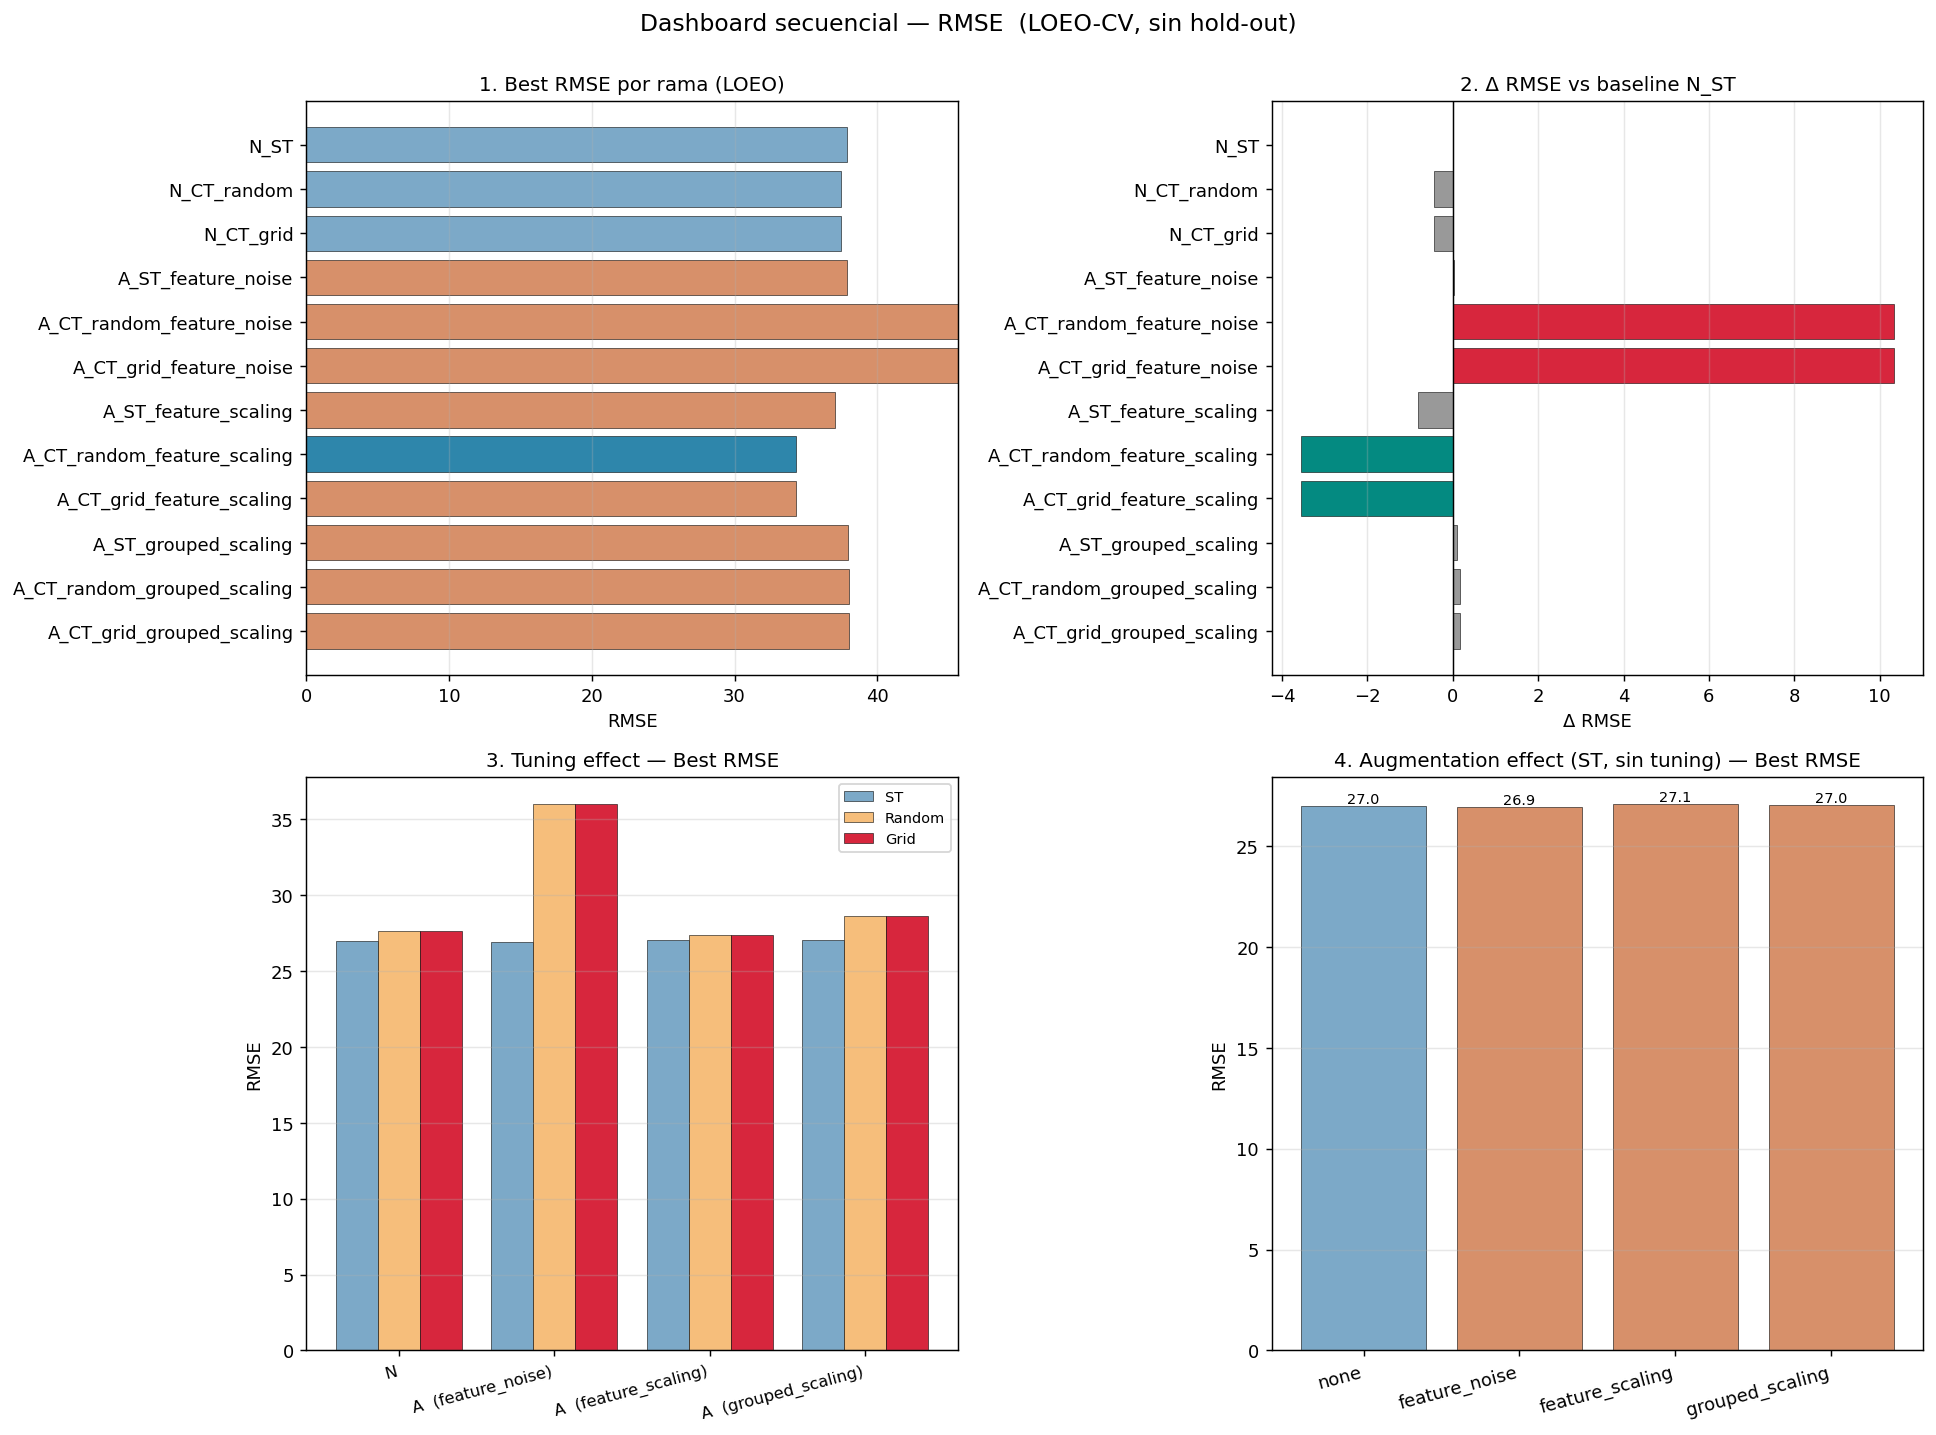 Dashboard secuencial — RMSE  (LOEO-CV, sin hold-out)
1. Best RMSE por rama (LOEO)
N_ST
N_CT_random
N_CT_grid
A_ST_feature_noise
A_CT_random_feature_noise
A_CT_grid_feature_noise
A_ST_feature_scaling
A_CT_random_feature_scaling
A_CT_grid_feature_scaling
A_ST_grouped_scaling
A_CT_random_grouped_scaling
A_CT_grid_grouped_scaling
0 10 20 30 40
RMSE
2. Δ RMSE vs baseline N_ST
N_ST
N_CT_random
N_CT_grid
A_ST_feature_noise
A_CT_random_feature_noise
A_CT_grid_feature_noise
A_ST_feature_scaling
A_CT_random_feature_scaling
A_CT_grid_feature_scaling
A_ST_grouped_scaling
A_CT_random_grouped_scaling
A_CT_grid_grouped_scaling
−4 −2 0 2 4 6 8 10
Δ RMSE
3. Tuning effect — Best RMSE
ST
Random
Grid
35
30
25
20
15
10
5
0
RMSE
N
A  (feature_noise)
A  (feature_scaling)
A  (grouped_scaling)
4. Augmentation effect (ST, sin tuning) — Best RMSE
27.0 26.9 27.1 27.0
25
20
15
10
5
0
RMSE
none
feature_noise
feature_scaling
grouped_scaling